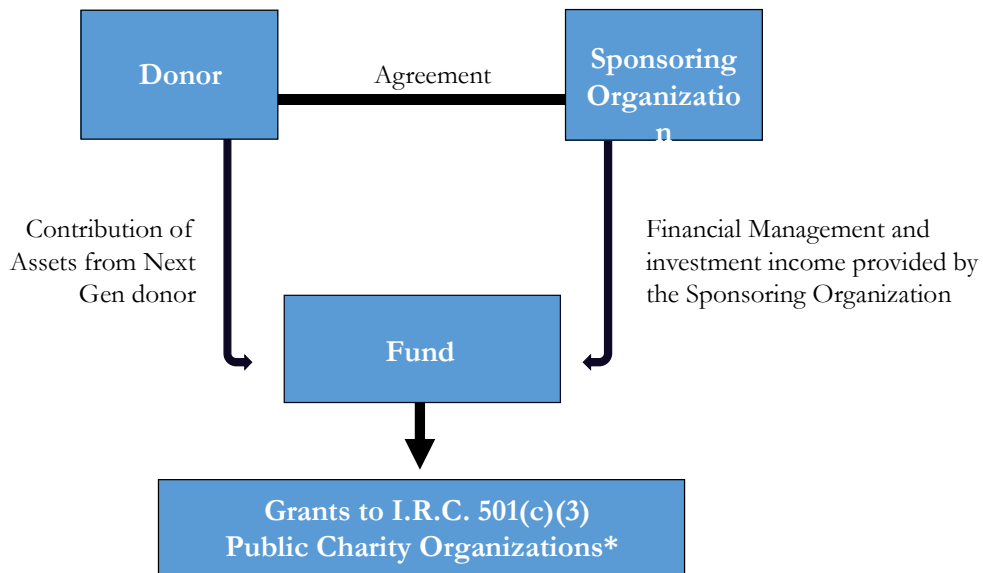 Donor
Agreement
Sponsoring
Organizatio
n
Contribution of
Assets from Next
Gen donor
Financial Management and
investment income provided by
the Sponsoring Organization
Fund
Grants to I.R.C. 501(c)(3)
Public Charity Organizations*